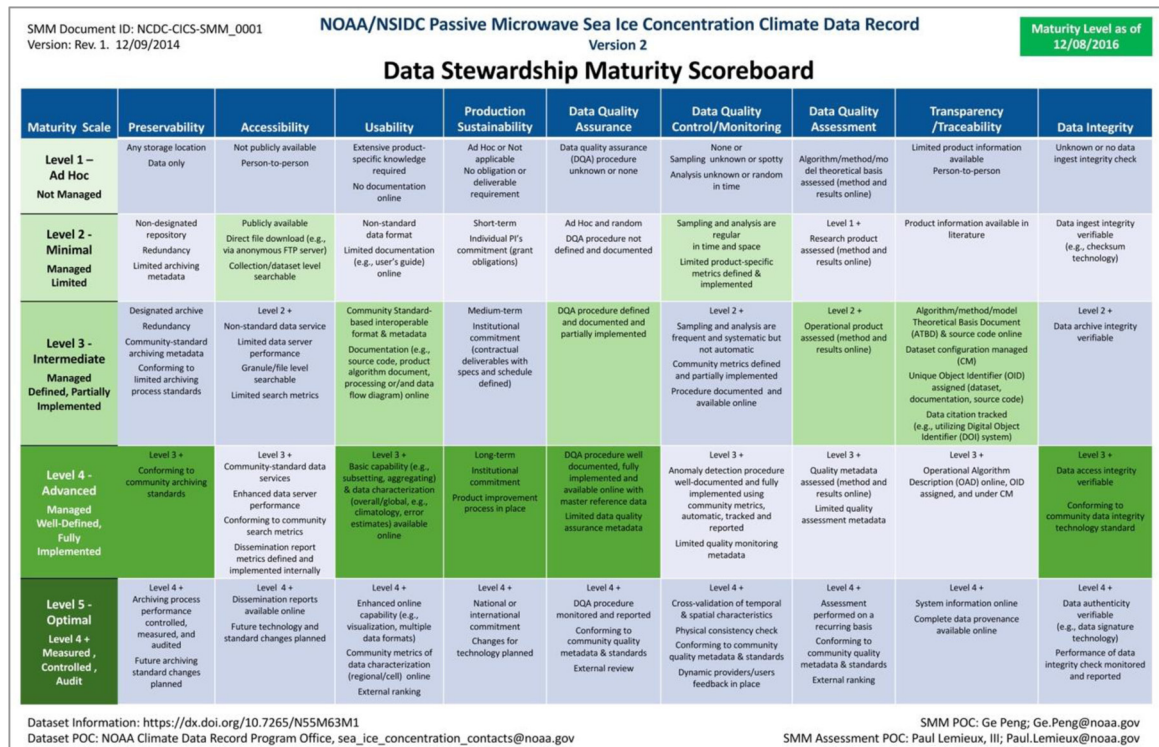 SMM Document ID: NCDC-CICS-SMM_0001
Version: Rev. 1. 12/09/2014
NOAA/NSIDC Passive Microwave Sea Ice Concentration Climate Data Record
Version 2
Maturity Level as of
12/08/2016
Data Stewardship Maturity Scoreboard
Maturity Scale
Preservability
Accessibility
Usability
Production
Sustainability
Data Quality
Assurance
Data Quality
Control/Monitoring
Data Quality
Assessment
Transparency
/Traceability
Data Integrity
Level 1 –
Ad Hoc
Not Managed
Any storage location
Data only
Not publicly available
Person-to-person
Extensive product-
specific knowledge
required
No documentation
online
Ad Hoc or Not
applicable
No obligation or
deliverable
requirement
Data quality assurance
(DQA) procedure
unknown or none
None or
Sampling unknown or spotty
Analysis unknown or random
in time
Algorithm/method/mo
del theoretical basis
assessed (method and
results online)
Limited product information
available
Person-to-person
Unknown or no data
ingest integrity check
Level 2 -
Minimal
Managed
Limited
Non-designated
repository
Redundancy
Limited archiving
metadata
Publicly available
Direct file download (e.g.,
via anonymous FTP server)
Collection/dataset level
searchable
Non-standard
data format
Limited documentation
(e.g., user's guide) online
Short-term
Individual PI's
commitment (grant
obligations)
Ad Hoc and random
DQA procedure not
defined and documented
Sampling and analysis are
regular
in time and space
Limited product-specific
metrics defined &
implemented
Level 1 +
Research product
assessed (method and
results online)
Product information available in
literature
Data ingest integrity
verifiable
(e.g., checksum
technology)
Level 3 -
Intermediate
Managed
Defined, Partially
Implemented
Designated archive
Redundancy
Community-standard
archiving metadata
Conforming to
limited archiving
process standards
Level 2 +
Non-standard data service
Limited data server
performance
Granule/file level
searchable
Limited search metrics
Community Standard-
based interoperable
format & metadata
Documentation (e.g.,
source code, product
algorithm document,
processing or/and data
flow diagram) online
Medium-term
Institutional
commitment
(contractual
deliverables with
specs and schedule
defined)
DQA procedure defined
and documented and
partially implemented
Level 2 +
Sampling and analysis are
frequent and systematic but
not automatic
Community metrics defined
and partially implemented
Procedure documented and
available online
Level 2 +
Operational product
assessed (method and
results online)
Algorithm/method/model
Theoretical Basis Document
(ATBD) & source code online
Dataset configuration managed
(CM)
Unique Object Identifier (OID)
assigned (dataset,
documentation, source code)
Data citation tracked
(e.g., utilizing Digital Object
Identifier (DOI) system)
Level 2 +
Data archive integrity
verifiable
Level 4 -
Advanced
Managed
Well-Defined,
Fully
Implemented
Level 3 +
Conforming to
community archiving
standards
Level 3 +
Community-standard data
services
Enhanced data server
performance
Conforming to community
search metrics
Dissemination report
metrics defined and
implemented internally
Level 3 +
Basic capability (e.g.,
subsetting, aggregating)
& data characterization
(overall/global, e.g.,
climatology, error
estimates) available
online
Long-term
Institutional
commitment
Product improvement
process in place
DQA procedure well
documented, fully
implemented and
available online with
master reference data
Limited data quality
assurance metadata
Level 3 +
Anomaly detection procedure
well-documented and fully
implemented using
community metrics,
automatic, tracked and
reported
Limited quality monitoring
metadata
Level 3 +
Quality metadata
assessed (method and
results online)
Limited quality
assessment metadata
Level 3 +
Operational Algorithm
Description (OAD) online, OID
assigned, and under CM
Level 3 +
Data access integrity
verifiable
Conforming to
community data integrity
technology standard
Level 5 -
Optimal
Level 4 +
Measured ,
Controlled ,
Audit
Level 4 +
Archiving process
performance
controlled,
measured, and
audited
Future archiving
standard changes
planned
Level 4 +
Dissemination reports
available online
Future technology and
standard changes planned
Level 4 +
Enhanced online
capability (e.g.,
visualization, multiple
data formats)
Community metrics of
data characterization
(regional/cell) online
External ranking
Level 4 +
National or
international
commitment
Changes for
technology planned
Level 4 +
DQA procedure
monitored and reported
Conforming to
community quality
metadata & standards
External review
Level 4 +
Cross-validation of temporal
& spatial characteristics
Physical consistency check
Conforming to community
quality metadata & standards
Dynamic providers/users
feedback in place
Level 4 +
Assessment
performed on a
recurring basis
Conforming to
community quality
metadata & standards
External ranking
Level 4 +
System information online
Complete data provenance
available online
Level 4 +
Data authenticity
verifiable
(e.g., data signature
technology)
Performance of data
integrity check monitored
and reported
Dataset Information: https://dx.doi.org/10.7265/N55M63M1
Dataset POC: NOAA Climate Data Record Program Office, sea_ice_concentration_contacts@noaa.gov
SMM POC: Ge Peng; Ge.Peng@noaa.gov
SMM Assessment POC: Paul Lemieux, III; Paul.Lemieux@noaa.gov